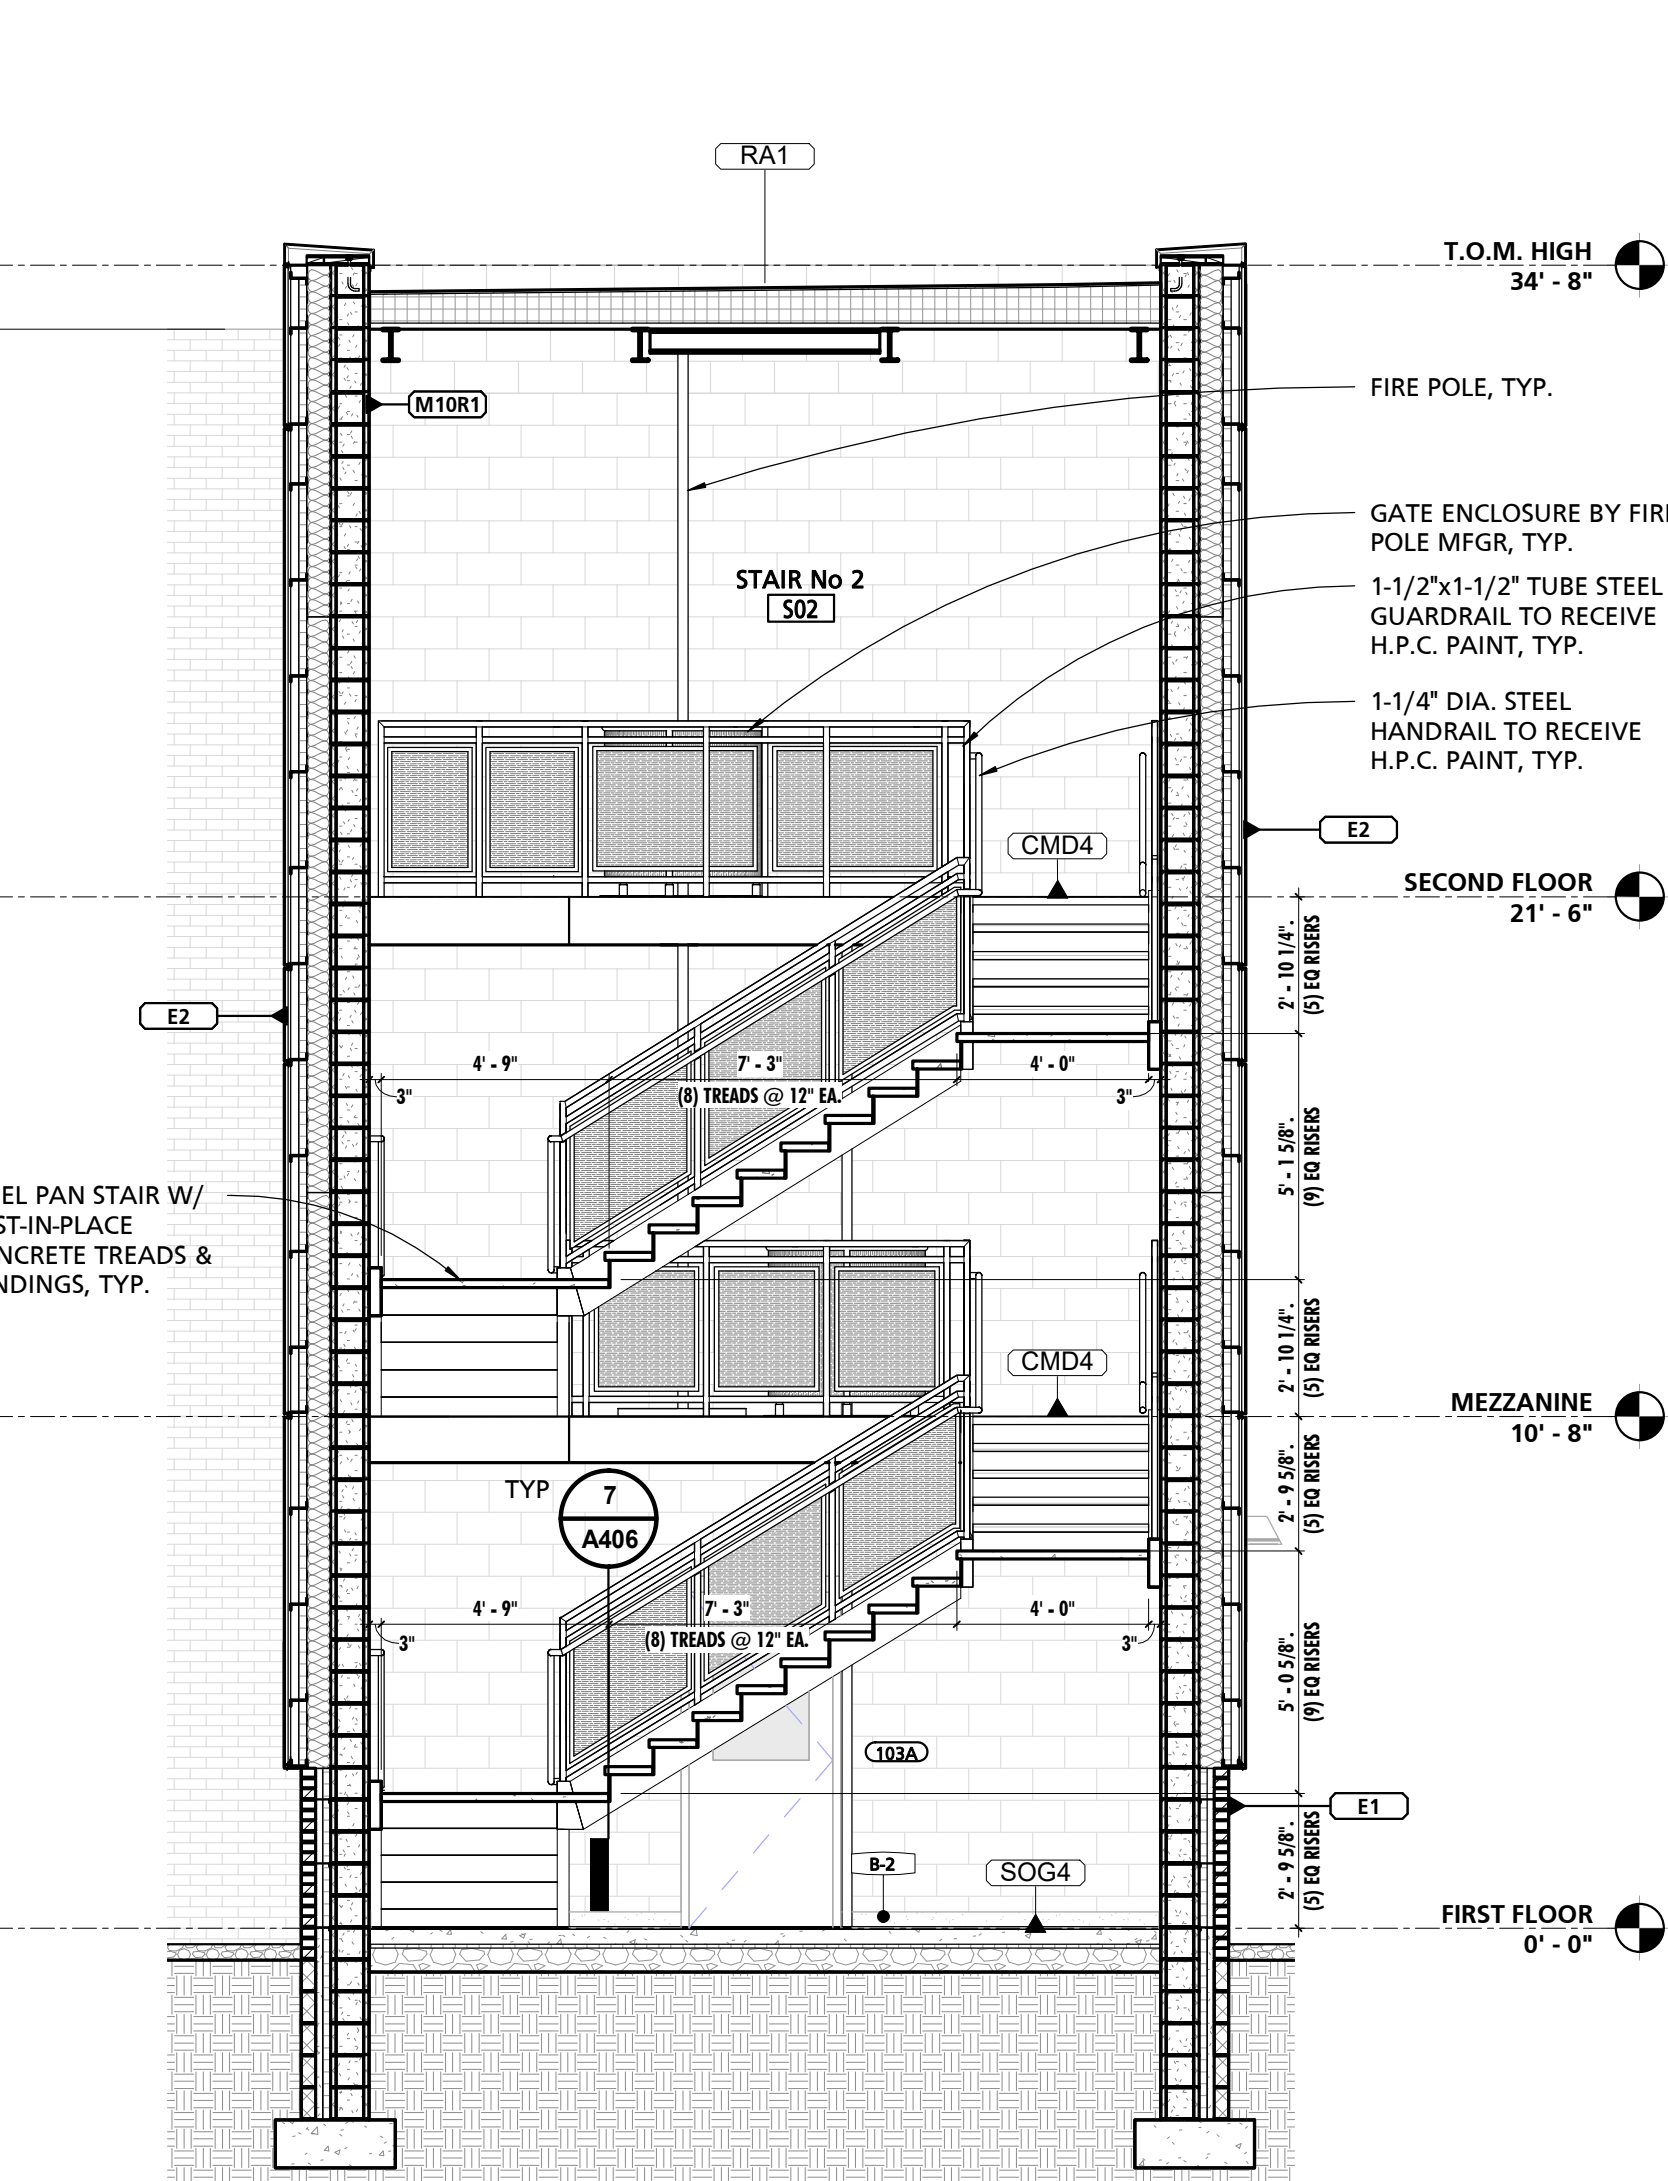 RA1
T.O.M. HIGH
34' - 8"
M10R1
FIRE POLE, TYP.
GATE ENCLOSURE BY FIRE
POLE MFGR, TYP.
STAIR No 2
S02
1-1/2"x1-1/2" TUBE STEEL
GUARDRAIL TO RECEIVE
H.P.C. PAINT, TYP.
1-1/4" DIA. STEEL
HANDRAIL TO RECEIVE
H.P.C. PAINT, TYP.
E2
CMD4
SECOND FLOOR
21' - 6"
2' - 10 1/4".
(5) EQ RISERS
E2
4' - 9"
7' - 3"
4' - 0"
3"
(8) TREADS @ 12" EA.
3"
5' - 1 5/8".
(9) EQ RISERS
EL PAN STAIR W/
ST-IN-PLACE
NCRETE TREADS &
NDINGS, TYP.
2' - 10 1/4".
(5) EQ RISERS
CMD4
MEZZANINE
10' - 8"
2' - 9 5/8".
(5) EQ RISERS
TYP
7
A406
4' - 9"
7' - 3"
4' - 0"
3"
(8) TREADS @ 12" EA.
3"
5' - 0 5/8".
(9) EQ RISERS
103A
E1
2' - 9 5/8".
(5) EQ RISERS
B-2
SOG4
FIRST FLOOR
0' - 0"